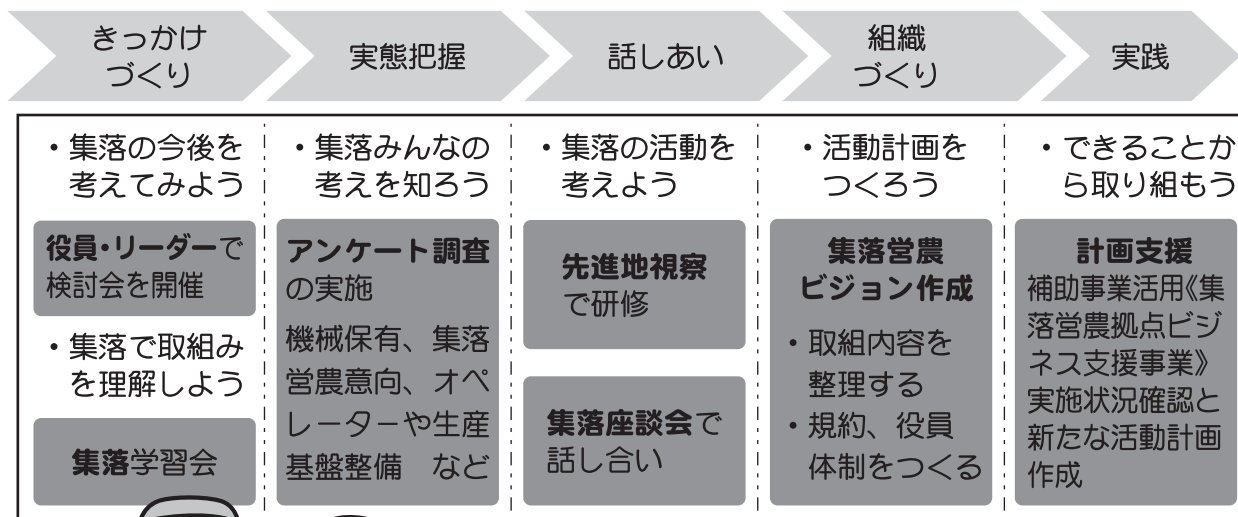 きっかけ
づくり
実態把握
話しあい
組織
づくり
実践
・集落の今後を
考えてみよう
役員・リーダーで
検討会を開催
・集落で取組み
を理解しよう
集落学習会
・集落みんなの
考えを知ろう
アンケート調査
の実施
機械保有、集落
営農意向、オペ
レーターや生産
基盤整備　など
・集落の活動を
考えよう
先進地視察
で研修
集落座談会で
話し合い
・活動計画を
つくろう
集落営農
ビジョン作成
・取組内容を
整理する
・規約、役員
体制をつくる
・できることか
ら取り組もう
計画支援
補助事業活用《集
落営農拠点ビジ
ネス支援事業》
実施状況確認と
新たな活動計画
作成